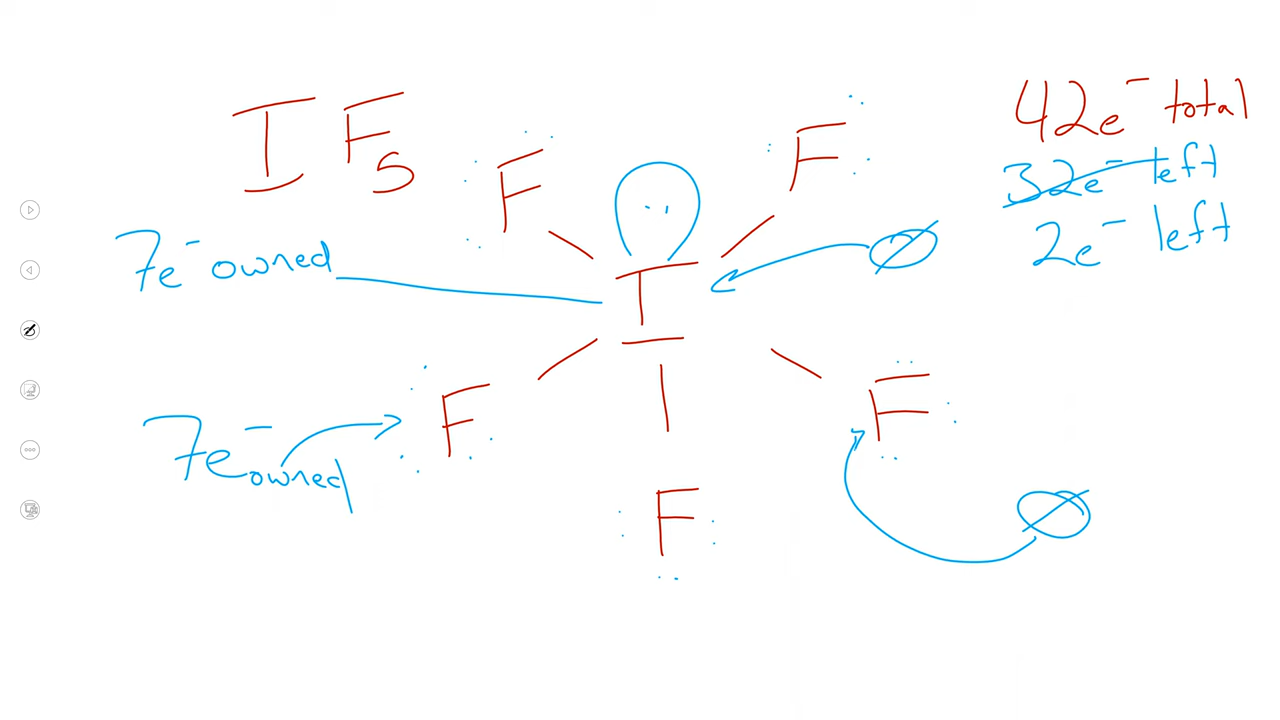 IF5
42e⁻ total
32e⁻ left
2e⁻ left
F
F
7e⁻ owned
I
∅
F
F
7e⁻ owned
F
∅